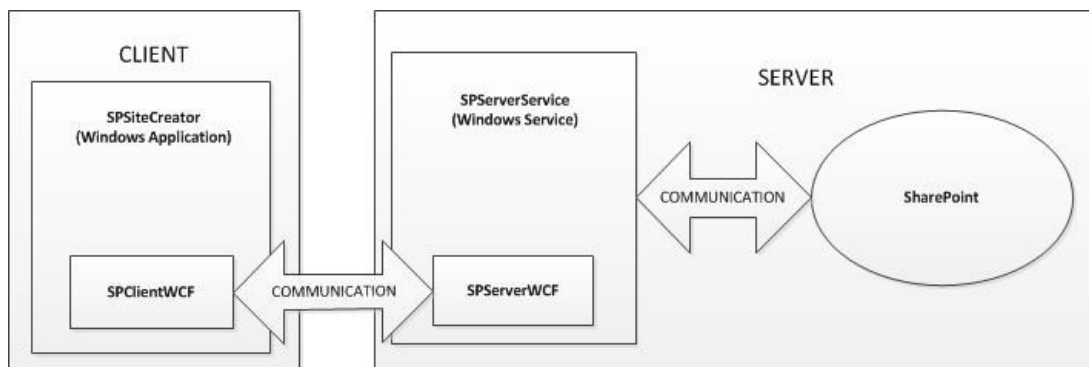 CLIENT
SPSiteCreator
(Windows Application)
SPClientWCF
COMMUNICATION
SERVER
SPServerService
(Windows Service)
SPServerWCF
COMMUNICATION
SharePoint